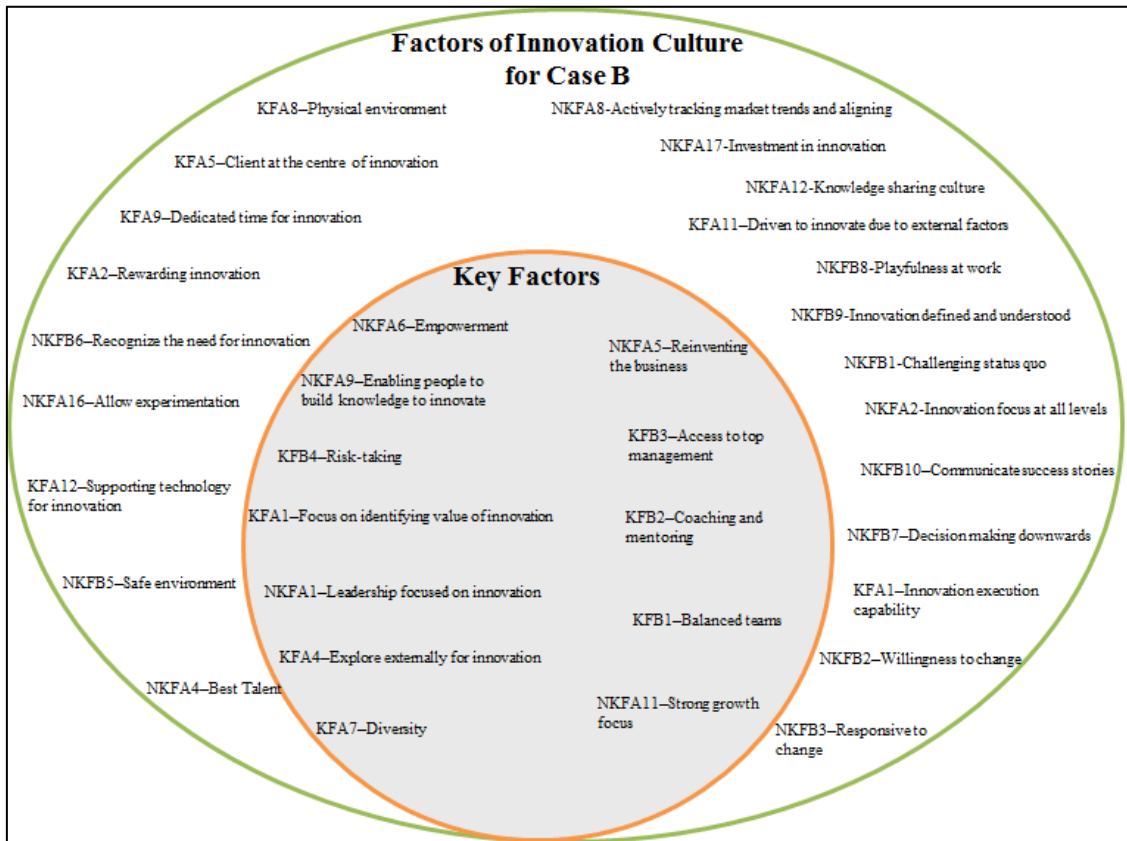 Factors of Innovation Culture
for Case B
KFA8–Physical environment
NKFA8-Actively tracking market trends and aligning
KFA5–Client at the centre of innovation
NKFA17-Investment in innovation
NKFA12-Knowledge sharing culture
KFA9–Dedicated time for innovation
KFA11–Driven to innovate due to external factors
KFA2–Rewarding innovation
NKFB8-Playfulness at work
NKFB9-Innovation defined and understood
NKFB6–Recognize the need for innovation
NKFB1-Challenging status quo
NKFA16–Allow experimentation
NKFA2-Innovation focus at all levels
KFA12–Supporting technology
for innovation
NKFB10–Communicate success stories
NKFB7–Decision making downwards
NKFB5–Safe environment
KFA1–Innovation execution
capability
NKFB2–Willingness to change
NKFA4–Best Talent
NKFB3–Responsive to
change
Key Factors
NKFA6–Empowerment
NKFA9–Enabling people to
build knowledge to innovate
KFB4–Risk-taking
KFA1–Focus on identifying value of innovation
NKFA1–Leadership focused on innovation
KFA4–Explore externally for innovation
KFA7–Diversity
NKFA5–Reinventing
the business
KFB3–Access to top
management
KFB2–Coaching and
mentoring
KFB1–Balanced teams
NKFA11–Strong growth
focus